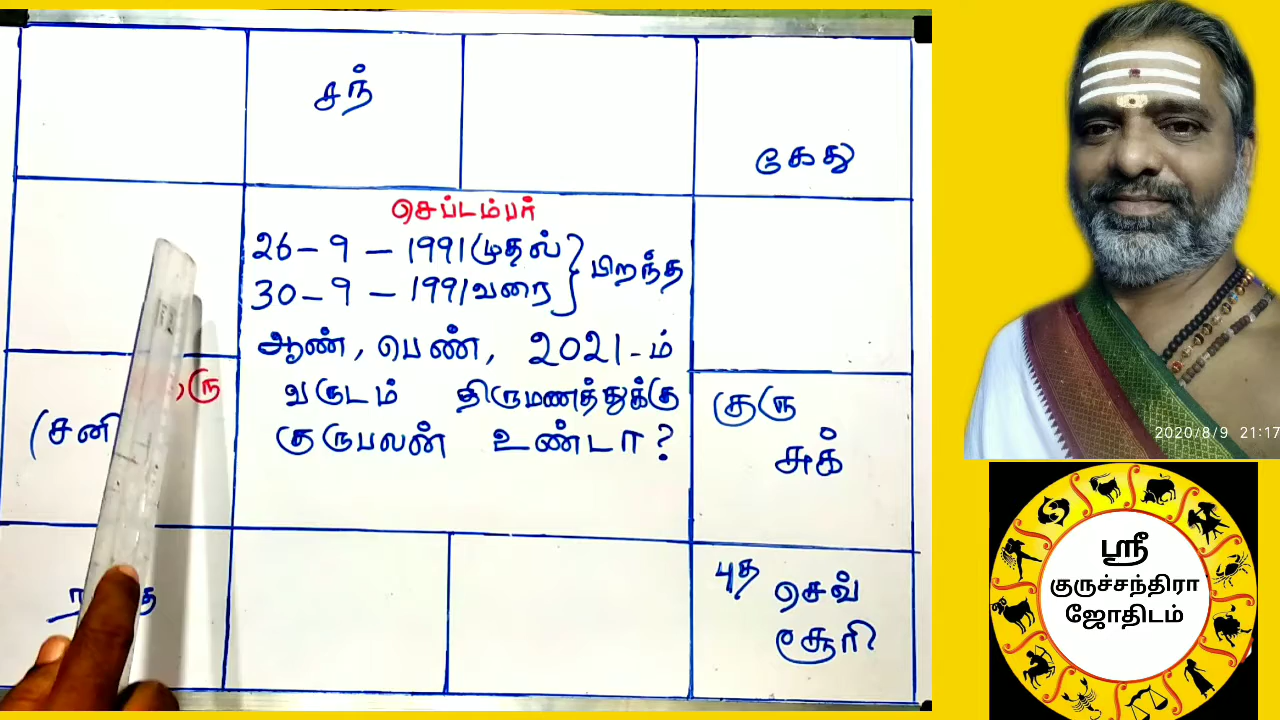 சந்
கேது
செப்டம்பர்
26 – 9 – 1991 முதல்
30 – 9 – 1991 வரை } பிறந்த
ஆண், பெண், 2021-ம்
வருடம் திருமணத்துக்கு
குருபலன் உண்டா?
(சனி
குரு
சுக்
புத செவ்
சூரி
2020/8/9 21:17
ஸ்ரீ
குருச்சந்திரா
ஜோதிடம்